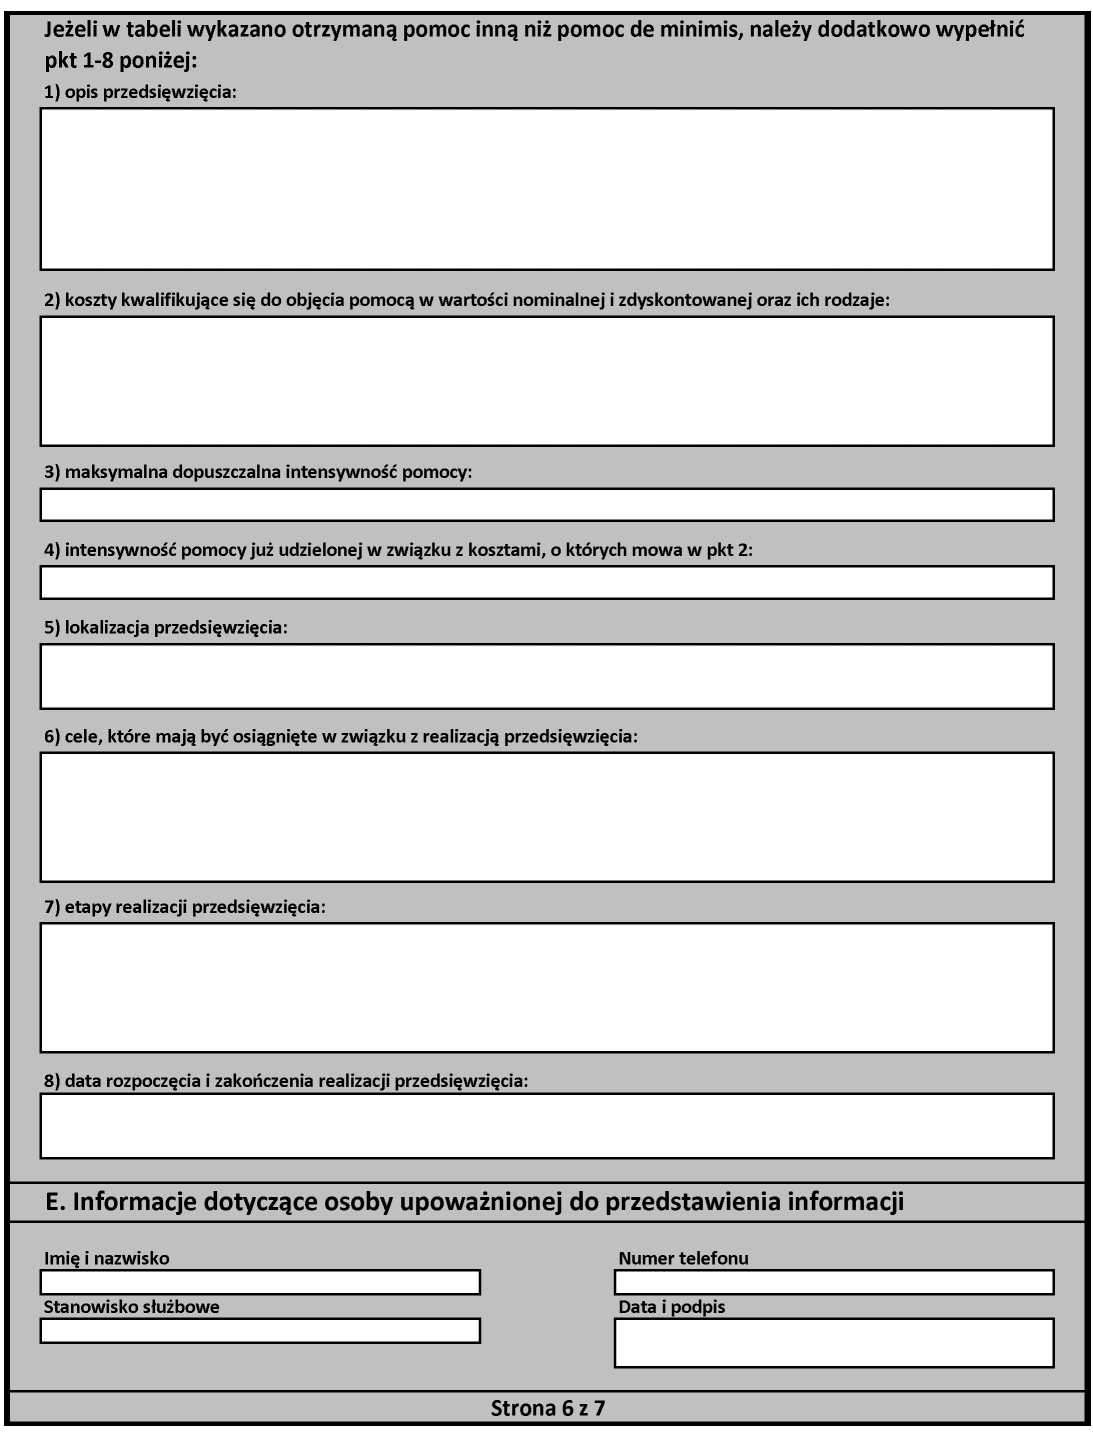 Jeżeli w tabeli wykazano otrzymaną pomoc inną niż pomoc de minimis, należy dodatkowo wypełnić
pkt 1-8 poniżej:
1) opis przedsięwzięcia:
2) koszty kwalifikujące się do objęcia pomocą w wartości nominalnej i zdyskontowanej oraz ich rodzaje:
3) maksymalna dopuszczalna intensywność pomocy:
4) intensywność pomocy już udzielonej w związku z kosztami, o których mowa w pkt 2:
5) lokalizacja przedsięwzięcia:
6) cele, które mają być osiągnięte w związku z realizacją przedsięwzięcia:
7) etapy realizacji przedsięwzięcia:
8) data rozpoczęcia i zakończenia realizacji przedsięwzięcia:
E. Informacje dotyczące osoby upoważnionej do przedstawienia informacji
Imię i nazwisko
Numer telefonu
Stanowisko służbowe
Data i podpis
Strona 6 z 7